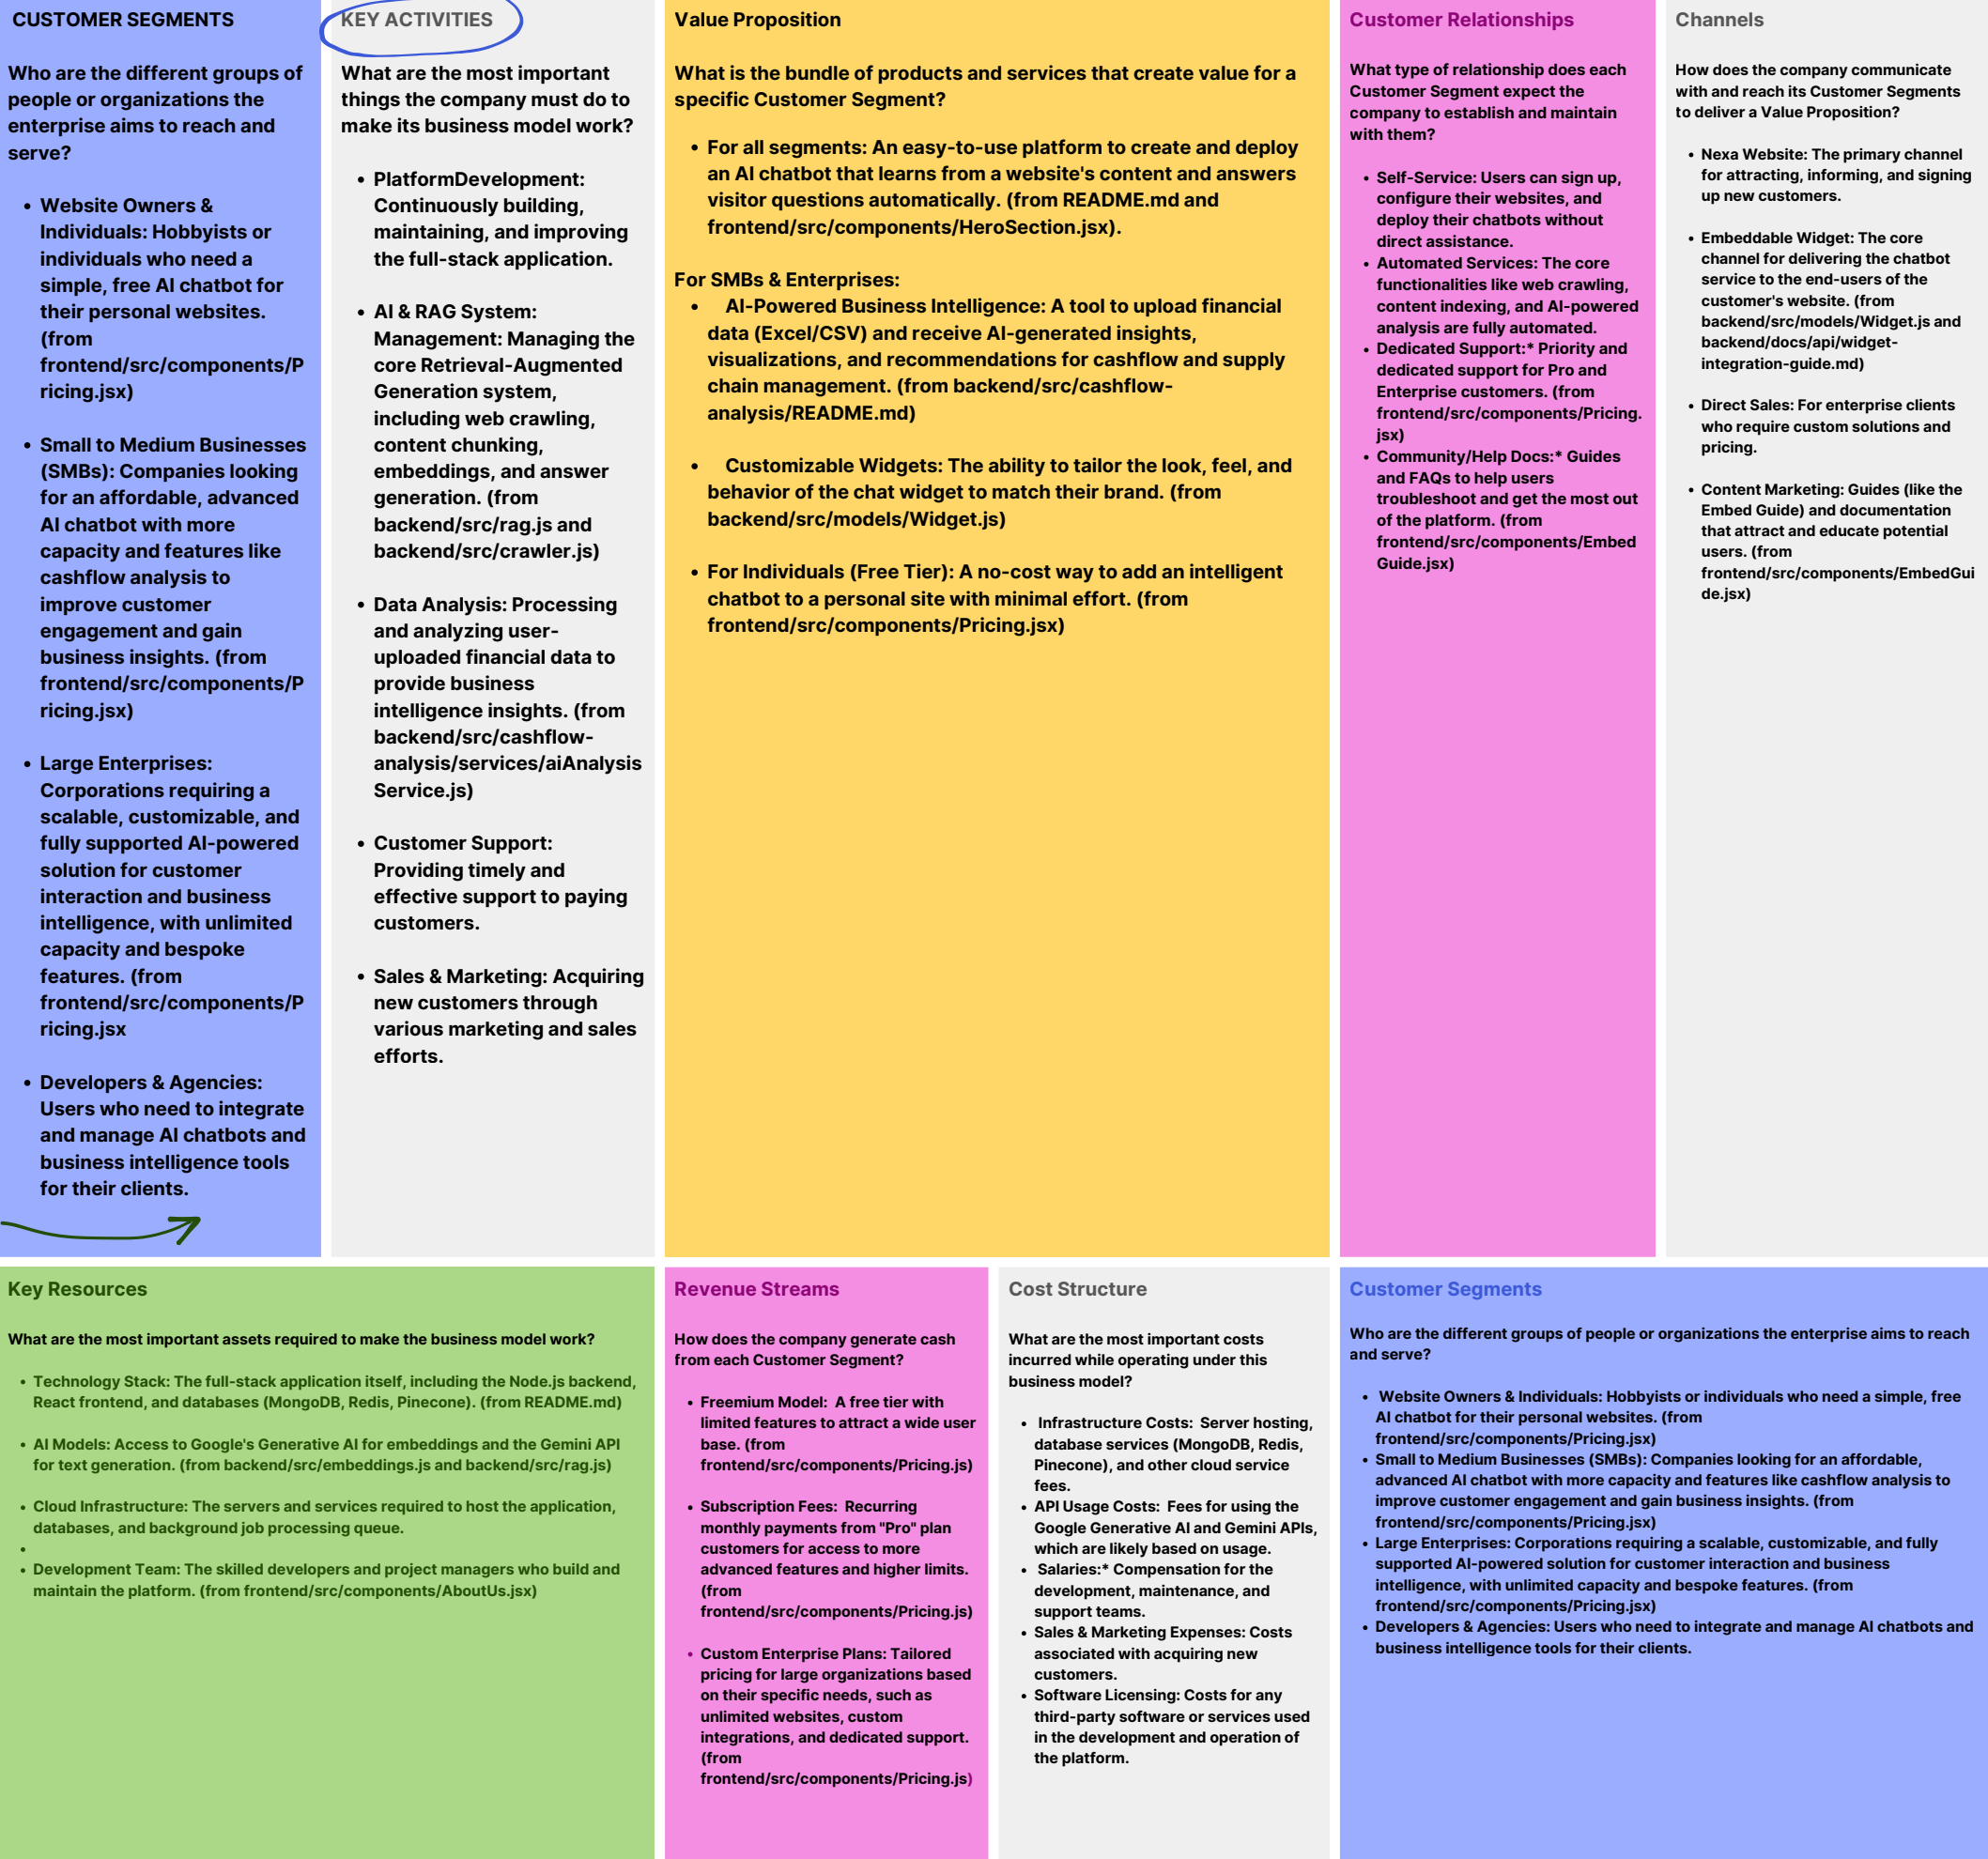 CUSTOMER SEGMENTS
Who are the different groups of
people or organizations the
enterprise aims to reach and
serve?
• Website Owners &
Individuals: Hobbyists or
individuals who need a
simple, free AI chatbot for
their personal websites.
(from
frontend/src/components/P
ricing.jsx)
• Small to Medium Businesses
(SMBs): Companies looking
for an affordable, advanced
AI chatbot with more
capacity and features like
cashflow analysis to
improve customer
engagement and gain
business insights. (from
frontend/src/components/P
ricing.jsx)
• Large Enterprises:
Corporations requiring a
scalable, customizable, and
fully supported AI-powered
solution for customer
interaction and business
intelligence, with unlimited
capacity and bespoke
features. (from
frontend/src/components/P
ricing.jsx
• Developers & Agencies:
Users who need to integrate
and manage AI chatbots and
business intelligence tools
for their clients.
KEY ACTIVITIES
What are the most important
things the company must do to
make its business model work?
• PlatformDevelopment:
Continuously building,
maintaining, and improving
the full-stack application.
• AI & RAG System:
Management: Managing the
core Retrieval-Augmented
Generation system,
including web crawling,
content chunking,
embeddings, and answer
generation. (from
backend/src/rag.js and
backend/src/crawler.js)
• Data Analysis: Processing
and analyzing user-
uploaded financial data to
provide business
intelligence insights. (from
backend/src/cashflow-
analysis/services/aiAnalysis
Service.js)
• Customer Support:
Providing timely and
effective support to paying
customers.
• Sales & Marketing: Acquiring
new customers through
various marketing and sales
efforts.
Value Proposition
What is the bundle of products and services that create value for a
specific Customer Segment?
• For all segments: An easy-to-use platform to create and deploy
an AI chatbot that learns from a website's content and answers
visitor questions automatically. (from README.md and
frontend/src/components/HeroSection.jsx).
For SMBs & Enterprises:
• AI-Powered Business Intelligence: A tool to upload financial
data (Excel/CSV) and receive AI-generated insights,
visualizations, and recommendations for cashflow and supply
chain management. (from backend/src/cashflow-
analysis/README.md)
• Customizable Widgets: The ability to tailor the look, feel, and
behavior of the chat widget to match their brand. (from
backend/src/models/Widget.js)
• For Individuals (Free Tier): A no-cost way to add an intelligent
chatbot to a personal site with minimal effort. (from
frontend/src/components/Pricing.jsx)
Customer Relationships
What type of relationship does each
Customer Segment expect the
company to establish and maintain
with them?
• Self-Service: Users can sign up,
configure their websites, and
deploy their chatbots without
direct assistance.
• Automated Services: The core
functionalities like web crawling,
content indexing, and AI-powered
analysis are fully automated.
• Dedicated Support:* Priority and
dedicated support for Pro and
Enterprise customers. (from
frontend/src/components/Pricing.
jsx)
• Community/Help Docs:* Guides
and FAQs to help users
troubleshoot and get the most out
of the platform. (from
frontend/src/components/Embed
Guide.jsx)
Channels
How does the company communicate
with and reach its Customer Segments
to deliver a Value Proposition?
• Nexa Website: The primary channel
for attracting, informing, and signing
up new customers.
• Embeddable Widget: The core
channel for delivering the chatbot
service to the end-users of the
customer's website. (from
backend/src/models/Widget.js and
backend/docs/api/widget-
integration-guide.md)
• Direct Sales: For enterprise clients
who require custom solutions and
pricing.
• Content Marketing: Guides (like the
Embed Guide) and documentation
that attract and educate potential
users. (from
frontend/src/components/EmbedGui
de.jsx)
Key Resources
What are the most important assets required to make the business model work?
• Technology Stack: The full-stack application itself, including the Node.js backend,
React frontend, and databases (MongoDB, Redis, Pinecone). (from README.md)
• AI Models: Access to Google's Generative AI for embeddings and the Gemini API
for text generation. (from backend/src/embeddings.js and backend/src/rag.js)
• Cloud Infrastructure: The servers and services required to host the application,
databases, and background job processing queue.
•
• Development Team: The skilled developers and project managers who build and
maintain the platform. (from frontend/src/components/AboutUs.jsx)
Revenue Streams
How does the company generate cash
from each Customer Segment?
• Freemium Model: A free tier with
limited features to attract a wide user
base. (from
frontend/src/components/Pricing.js)
• Subscription Fees: Recurring
monthly payments from "Pro" plan
customers for access to more
advanced features and higher limits.
(from
frontend/src/components/Pricing.js)
• Custom Enterprise Plans: Tailored
pricing for large organizations based
on their specific needs, such as
unlimited websites, custom
integrations, and dedicated support.
(from
frontend/src/components/Pricing.js)
Cost Structure
What are the most important costs
incurred while operating under this
business model?
• Infrastructure Costs: Server hosting,
database services (MongoDB, Redis,
Pinecone), and other cloud service
fees.
• API Usage Costs: Fees for using the
Google Generative AI and Gemini APIs,
which are likely based on usage.
• Salaries:* Compensation for the
development, maintenance, and
support teams.
• Sales & Marketing Expenses: Costs
associated with acquiring new
customers.
• Software Licensing: Costs for any
third-party software or services used
in the development and operation of
the platform.
Customer Segments
Who are the different groups of people or organizations the enterprise aims to reach
and serve?
• Website Owners & Individuals: Hobbyists or individuals who need a simple, free
AI chatbot for their personal websites. (from
frontend/src/components/Pricing.jsx)
• Small to Medium Businesses (SMBs): Companies looking for an affordable,
advanced AI chatbot with more capacity and features like cashflow analysis to
improve customer engagement and gain business insights. (from
frontend/src/components/Pricing.jsx)
• Large Enterprises: Corporations requiring a scalable, customizable, and fully
supported AI-powered solution for customer interaction and business
intelligence, with unlimited capacity and bespoke features. (from
frontend/src/components/Pricing.jsx)
• Developers & Agencies: Users who need to integrate and manage AI chatbots and
business intelligence tools for their clients.